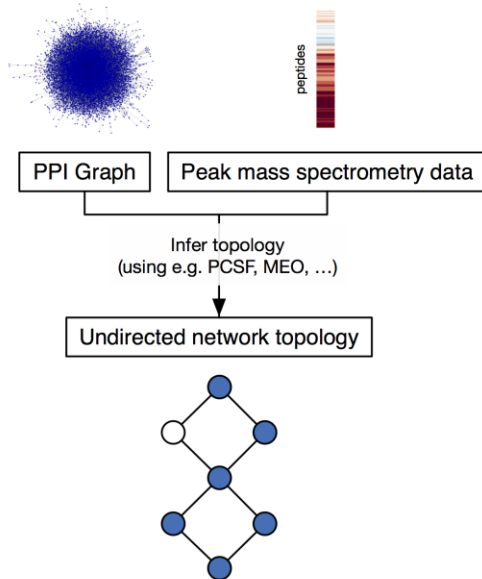 peptides
PPI Graph
Peak mass spectrometry data
Infer topology
(using e.g. PCSF, MEO, ...)
Undirected network topology